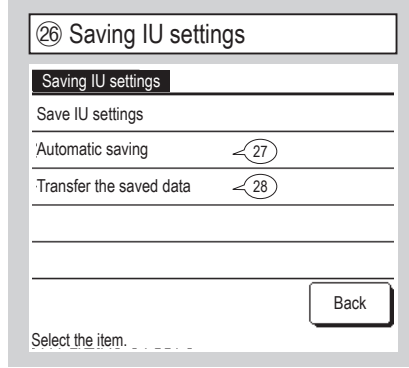 ㉖ Saving IU settings
Saving IU settings
Save IU settings
Automatic saving 27
Transfer the saved data 28
Back
Select the item.